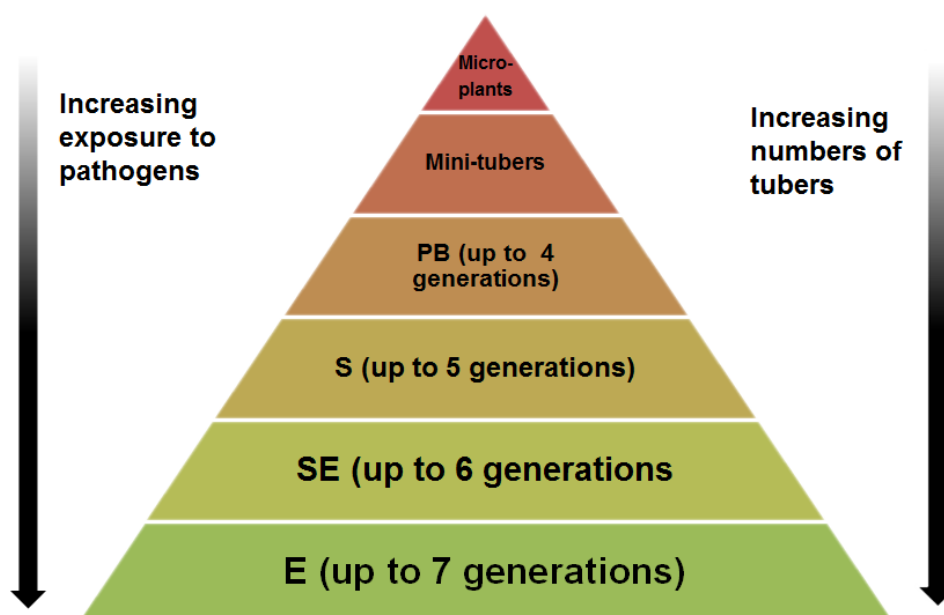 Micro-
plants
Increasing
exposure to
pathogens
Increasing
numbers of
tubers
Mini-tubers
PB (up to 4
generations)
S (up to 5 generations)
SE (up to 6 generations
E (up to 7 generations)